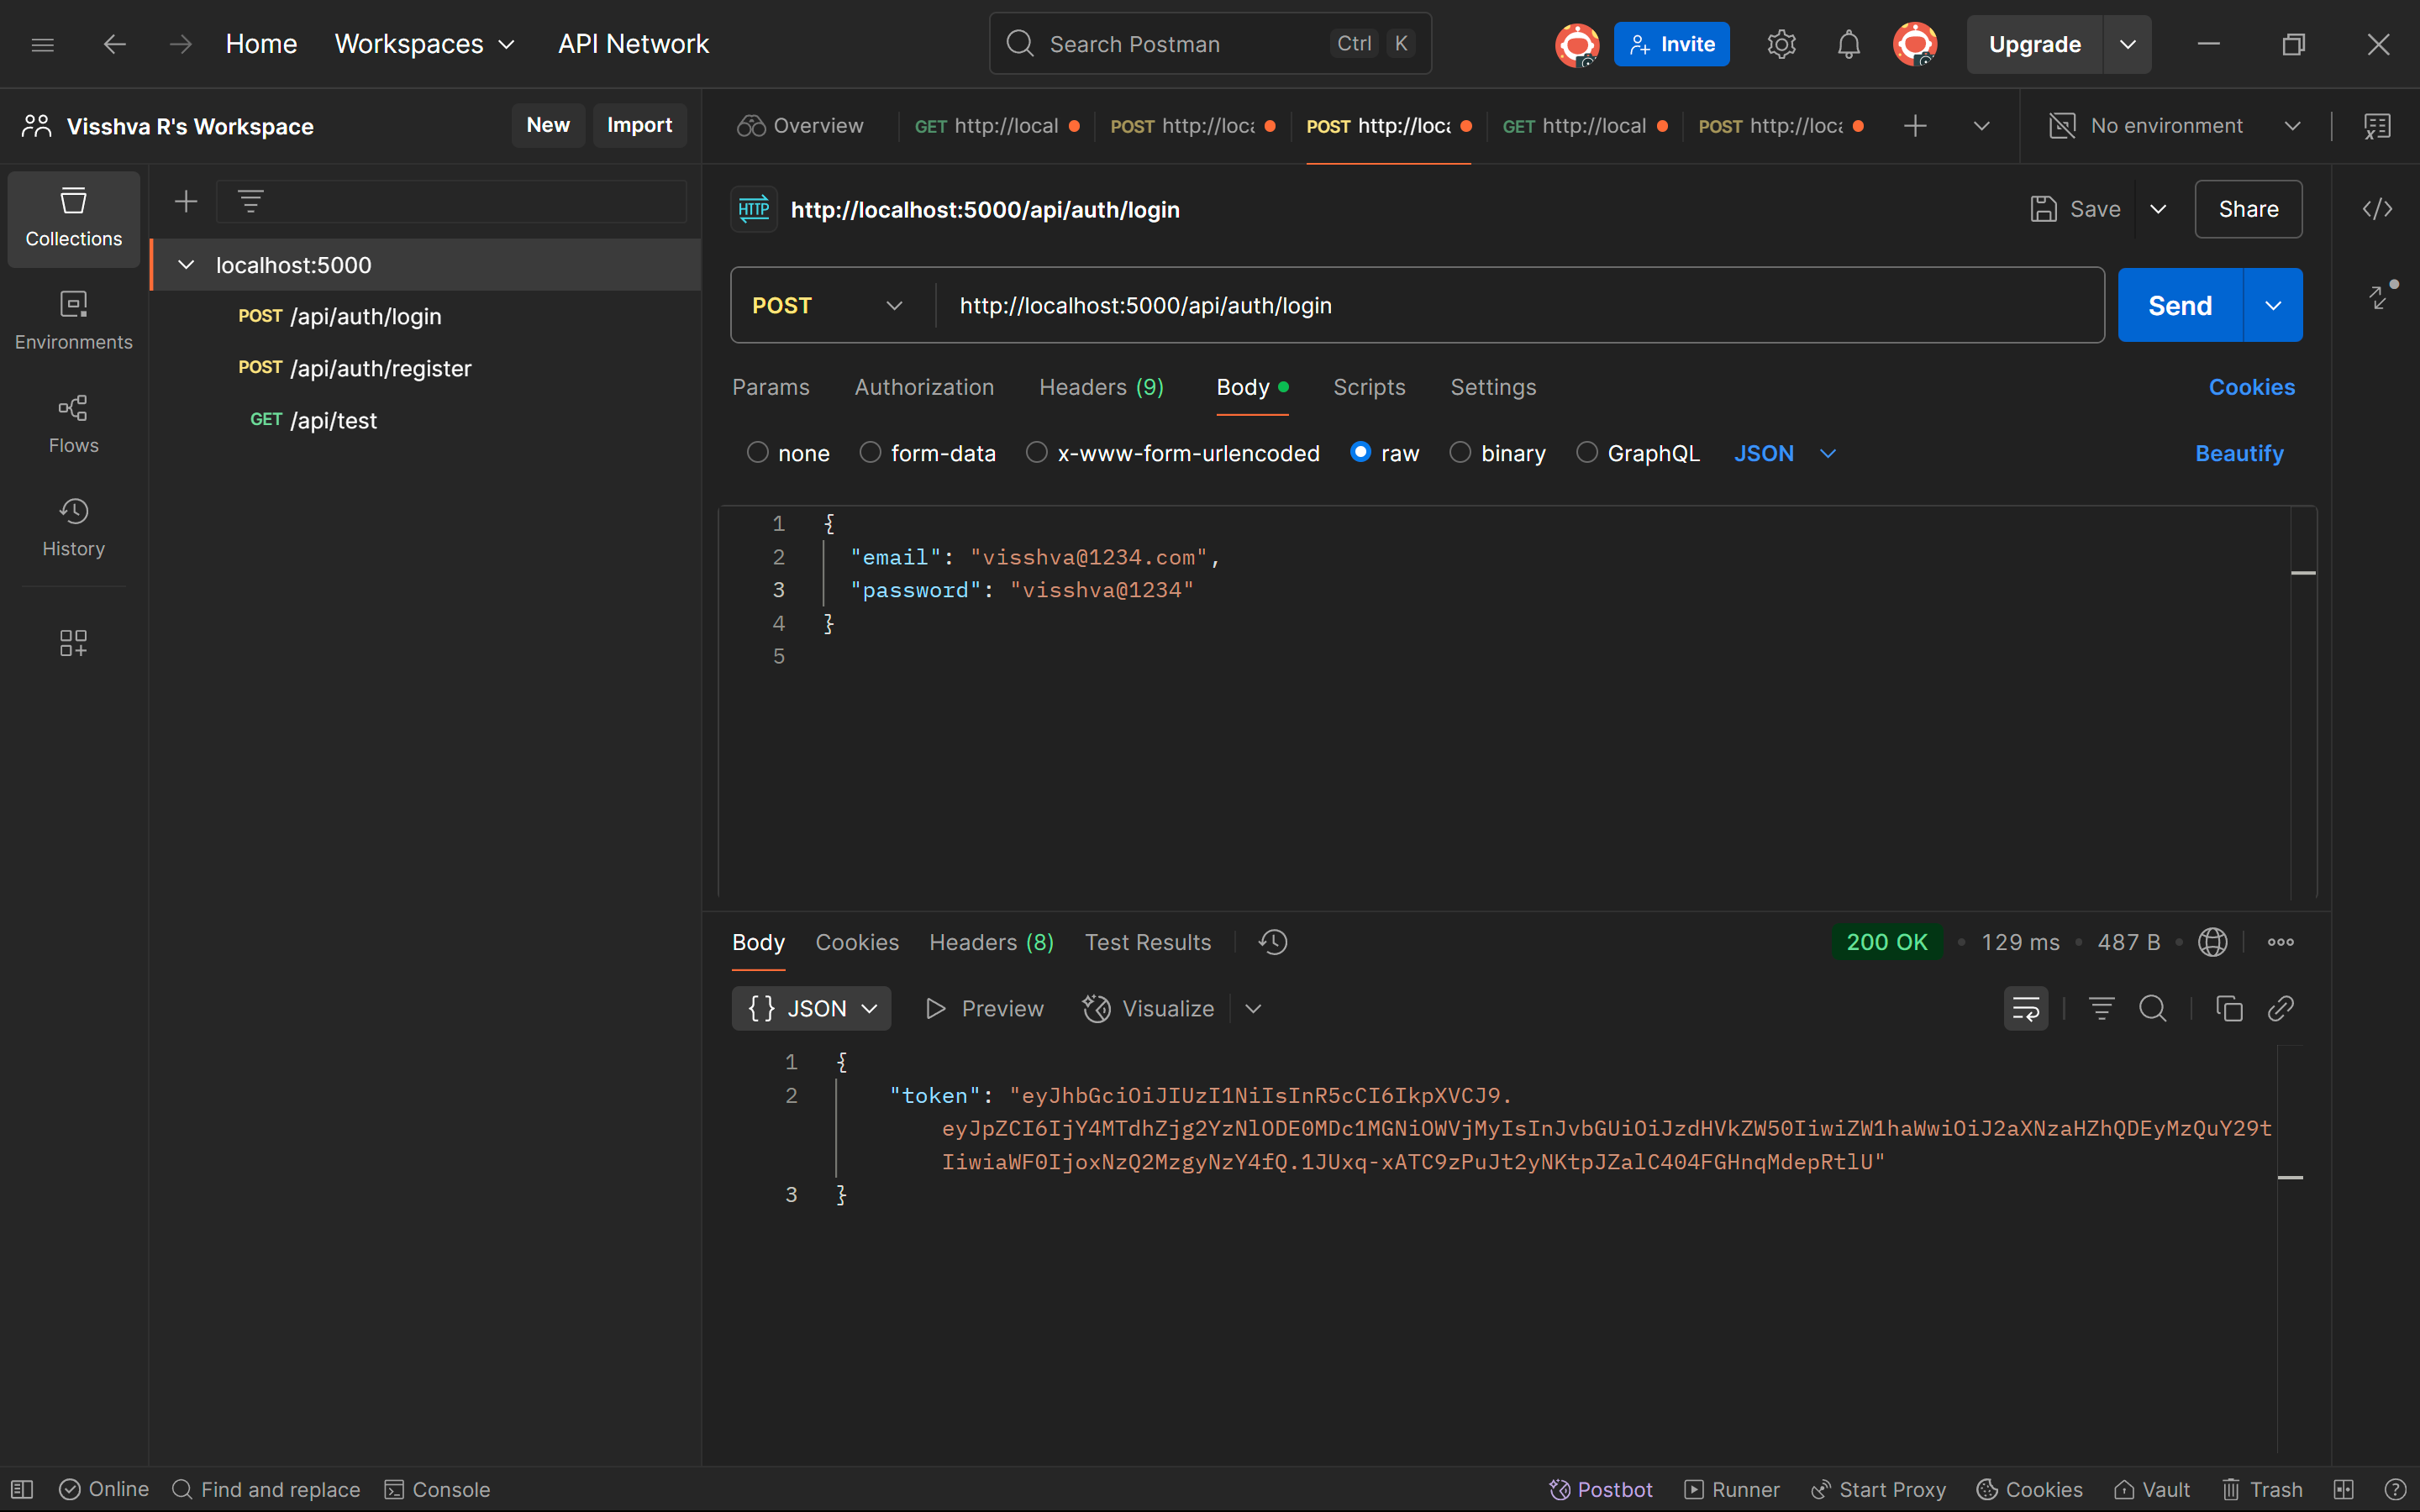 Home Workspaces API Network Search Postman Ctrl K Invite Upgrade
Visshva R's Workspace New Import Overview GET http://local POST http://loca POST http://loca GET http://local POST http://loca No environment
Collections
Environments
Flows
History
localhost:5000
POST /api/auth/login
POST /api/auth/register
GET /api/test
HTTP http://localhost:5000/api/auth/login Save Share
POST http://localhost:5000/api/auth/login Send
Params Authorization Headers (9) Body Scripts Settings Cookies
none form-data x-www-form-urlencoded raw binary GraphQL JSON Beautify
1 {
2 "email": "visshva@1234.com",
3 "password": "visshva@1234"
4 }
5
Body Cookies Headers (8) Test Results 200 OK 129 ms 487 B
{} JSON Preview Visualize
1 {
2 "token": "eyJhbGciOiJIUzI1NiIsInR5cCI6IkpXVCJ9.
eyJpZCI6IjY4MTdhZjg2YzNlODE0MDc1MGNiOWVjMyIsInJvbGUiOiJzdHVkZW50IiwiZW1haWwiOiJ2aXNzaHZhQDEyMzQuY29t
IiwiaWF0IjoxNzQ2MzgyNzY4fQ.1JUxq-xATC9zPuJt2yNKtpJZalC404FGHnqMdepRtlU"
3 }
Online Find and replace Console Postbot Runner Start Proxy Cookies Vault Trash